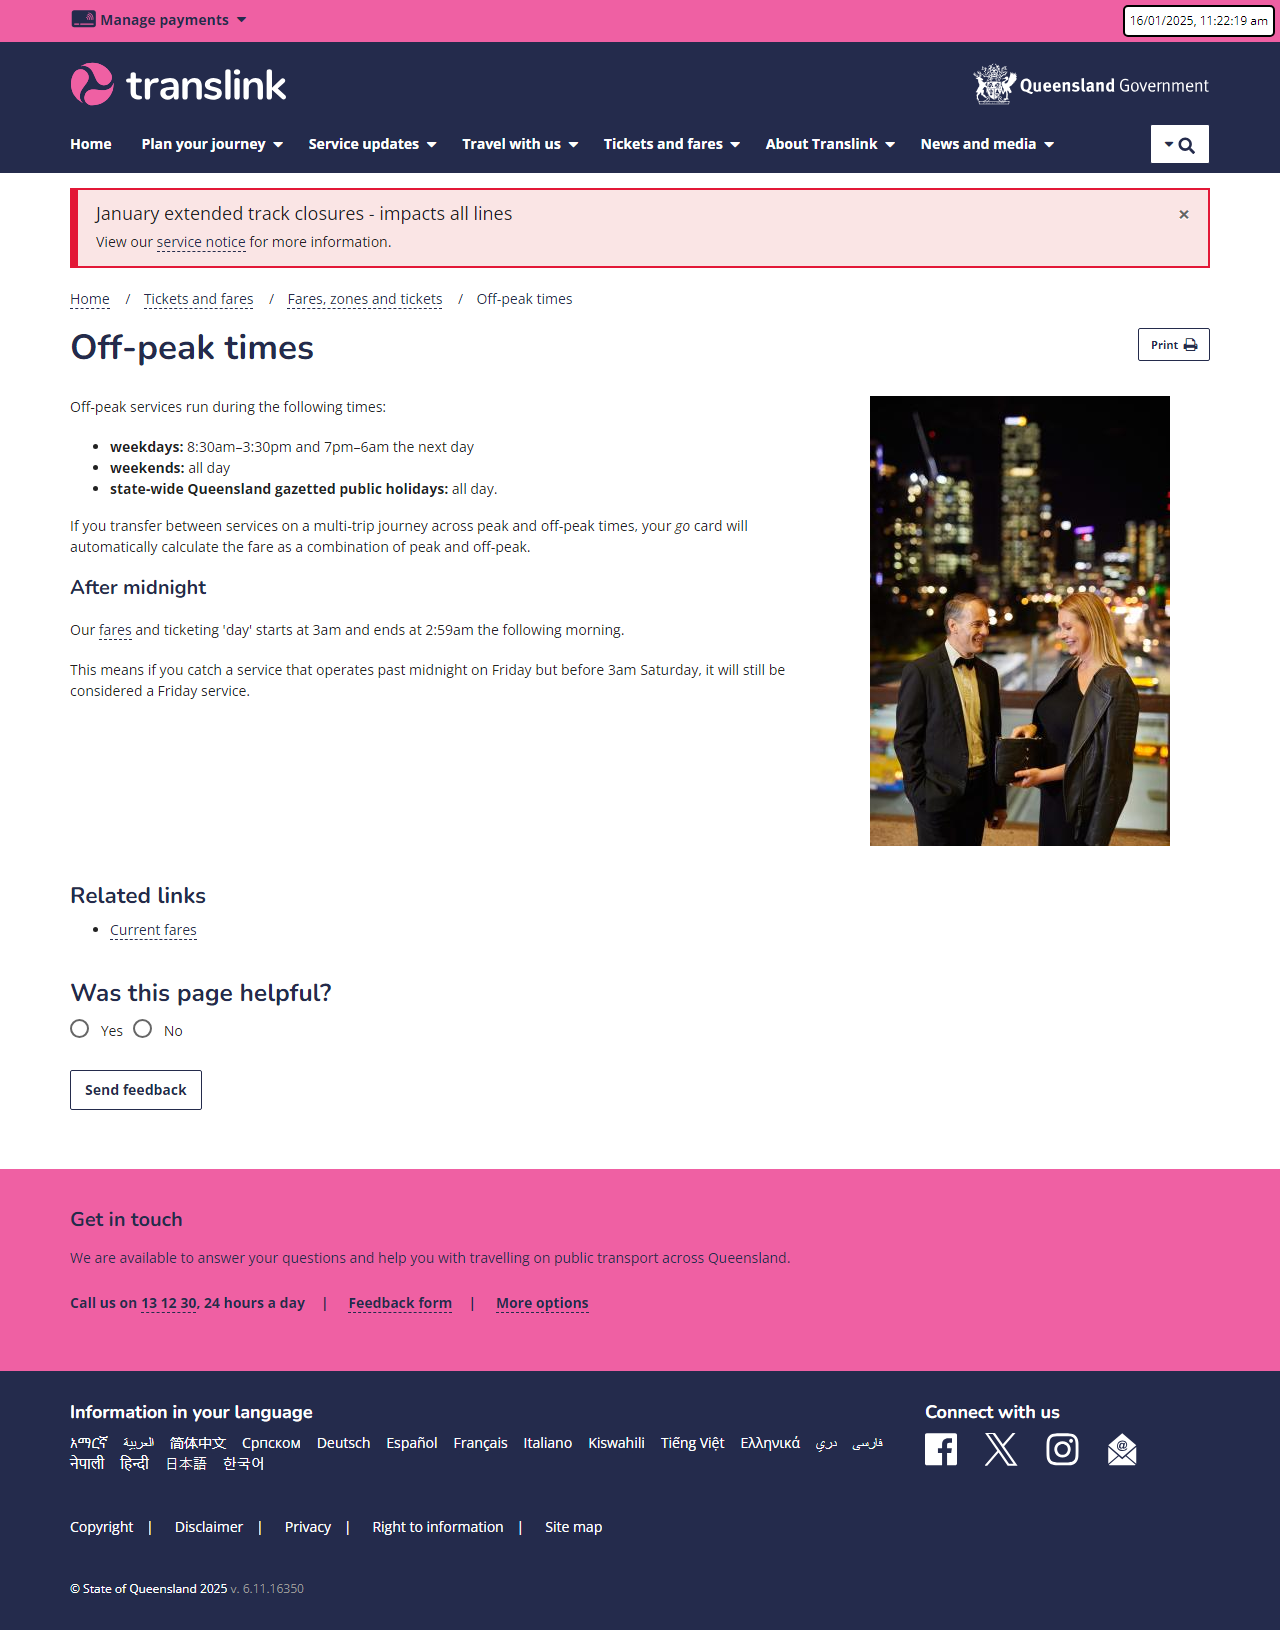 Manage payments
16/01/2025, 11:22:19 am
translink
Queensland Government
Home Plan your journey Service updates Travel with us Tickets and fares About Translink News and media
January extended track closures - impacts all lines
×
View our service notice for more information.
Home / Tickets and fares / Fares, zones and tickets / Off-peak times
Off-peak times
Print
Off-peak services run during the following times:
• weekdays: 8:30am–3:30pm and 7pm–6am the next day
• weekends: all day
• state-wide Queensland gazetted public holidays: all day.
If you transfer between services on a multi-trip journey across peak and off-peak times, your go card will
automatically calculate the fare as a combination of peak and off-peak.
After midnight
Our fares and ticketing 'day' starts at 3am and ends at 2:59am the following morning.
This means if you catch a service that operates past midnight on Friday but before 3am Saturday, it will still be
considered a Friday service.
Related links
• Current fares
Was this page helpful?
Yes No
Send feedback
Get in touch
We are available to answer your questions and help you with travelling on public transport across Queensland.
Call us on 13 12 30, 24 hours a day | Feedback form | More options
Information in your language
አማርኛ العربية 简体中文 Српском Deutsch Español Français Italiano Kiswahili Tiếng Việt Ελληνικά دري فارسی
नेपाली हिन्दी 日本語 한국어
Connect with us
Copyright | Disclaimer | Privacy | Right to information | Site map
© State of Queensland 2025 v. 6.11.16350